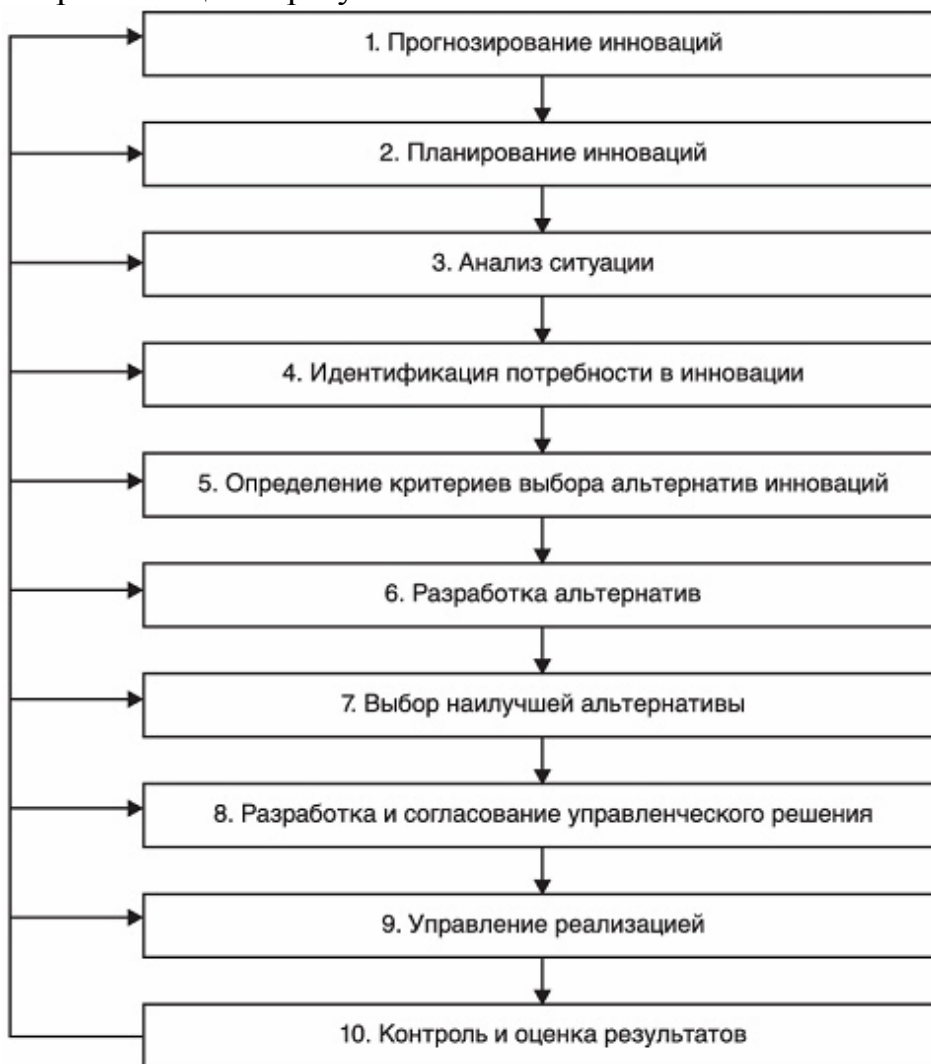 1. Прогнозирование инноваций
2. Планирование инноваций
3. Анализ ситуации
4. Идентификация потребности в инновации
5. Определение критериев выбора альтернатив инноваций
6. Разработка альтернатив
7. Выбор наилучшей альтернативы
8. Разработка и согласование управленческого решения
9. Управление реализацией
10. Контроль и оценка результатов